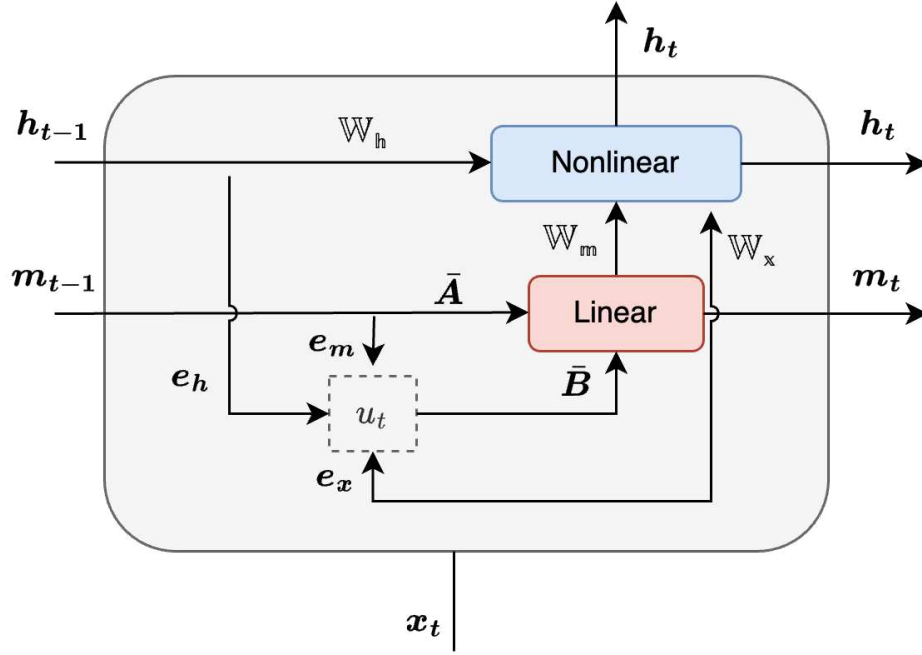 h_t
h_{t-1}
𝕎_𝕙
Nonlinear
h_t
𝕎_𝕞
𝕎_𝕩
m_{t-1}
Ā
Linear
m_t
e_m
e_h
B̄
u_t
e_x
x_t